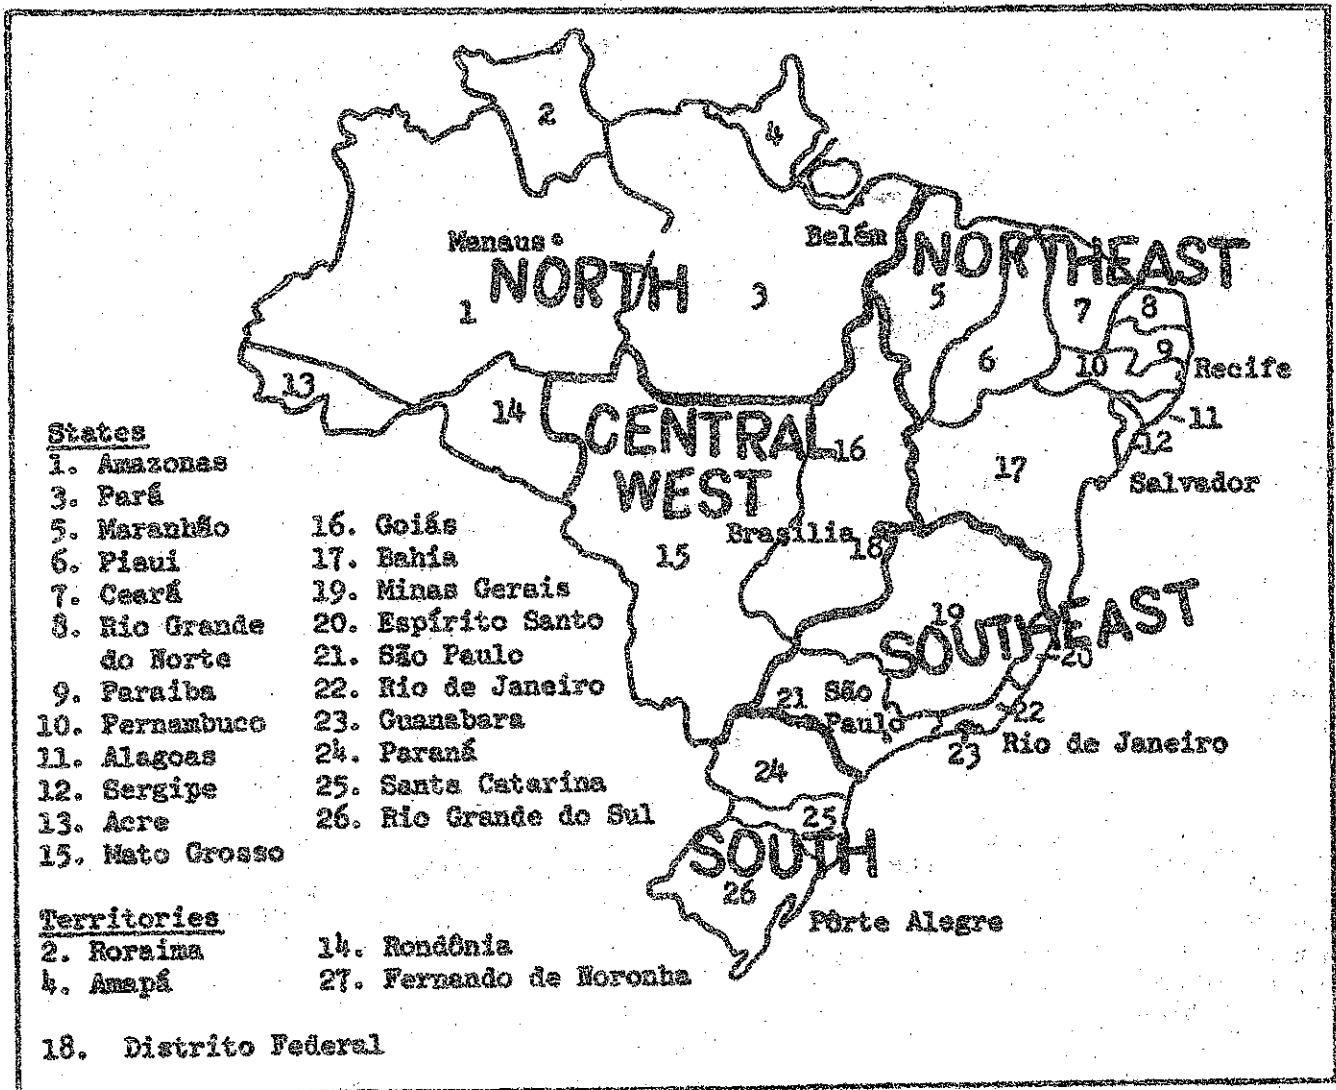 2
4
Manaus
Belém
NORTH
NORTHEAST
1
3
5
7
8
6
9
10
Recife
13
14
11
12
CENTRAL
WEST
16
17
Salvador
Brasilia
18
15
19
SOUTHEAST
20
21 São
Paulo
22
23
Rio de Janeiro
24
25
SOUTH
26
Pôrte Alegre
States
1. Amazonas
3. Pará
5. Maranhão
6. Piaui
7. Ceará
8. Rio Grande
do Norte
9. Paraiba
10. Pernambuco
11. Alagoas
12. Sergipe
13. Acre
15. Mato Grosso
16. Goiás
17. Bahia
19. Minas Gerais
20. Espírito Santo
21. São Paulo
22. Rio de Janeiro
23. Guanabara
24. Paraná
25. Santa Catarina
26. Rio Grande do Sul
Territories
2. Roraima
4. Amapá
14. Rondônia
27. Fernando de Noronha
18. Distrito Federal